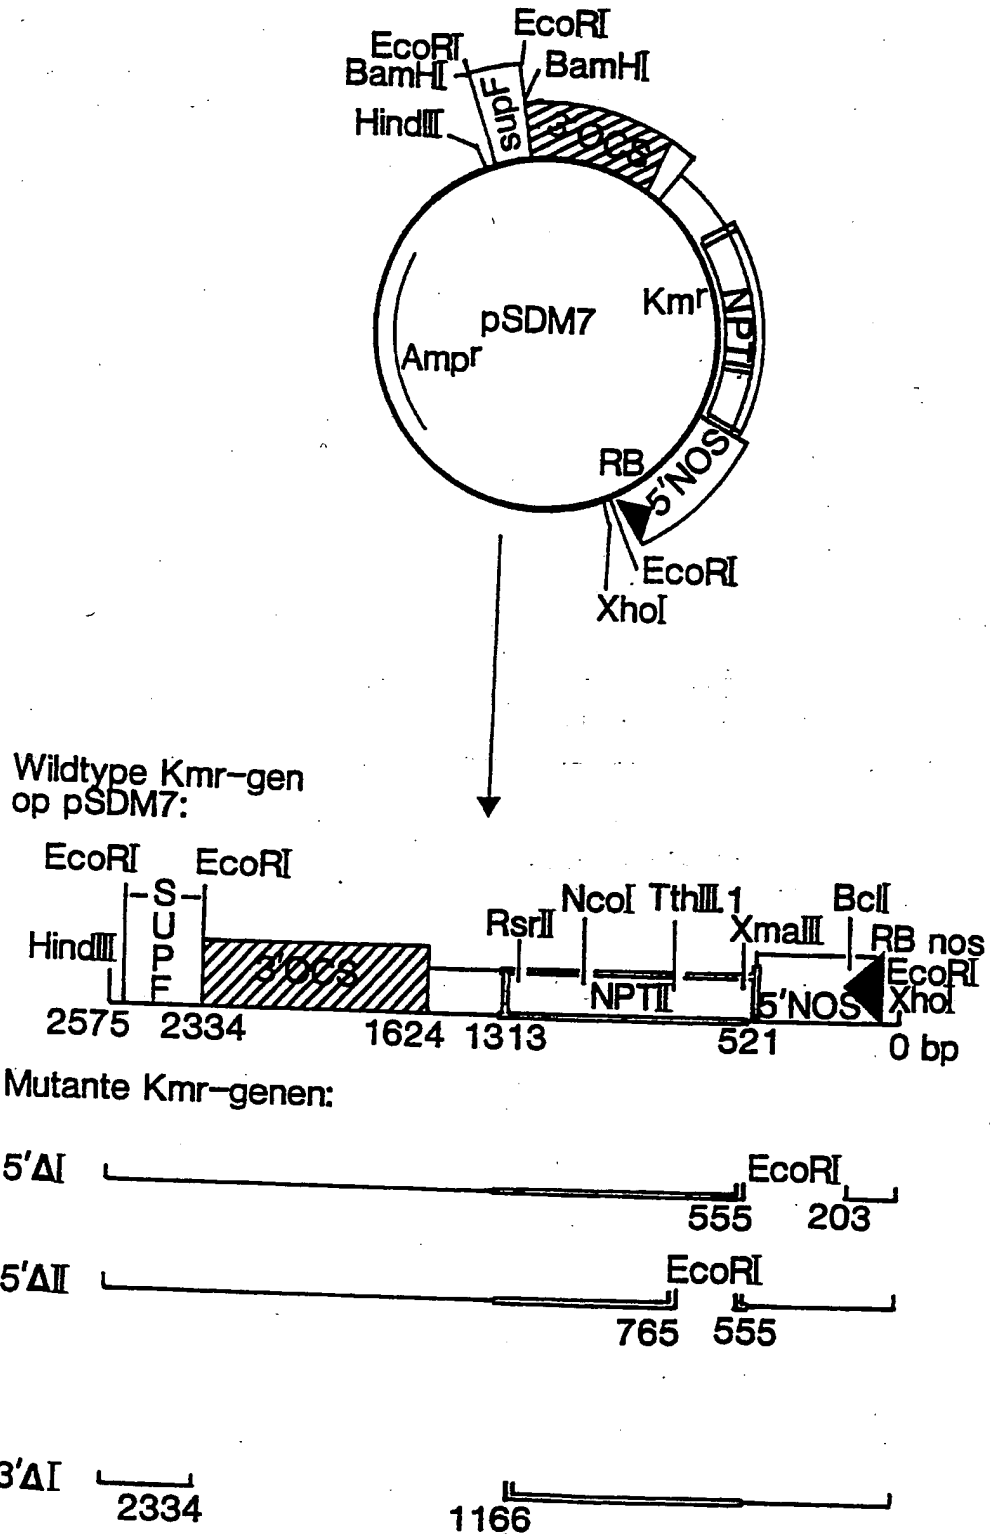 EcoRI
EcoRI
BamHI
BamHI
HindIII
supF
3'OCS
Kmr
NPTII
pSDM7
Ampr
RB
5'NOS
EcoRI
XhoI
Wildtype Kmr-gen
op pSDM7:
EcoRI EcoRI
SUPF
HindIII
3'OCS
RsrII
NcoI
TthIII.1
XmaIII
BclI
RB nos
EcoRI
XhoI
NPTII
5'NOS
2575 2334 1624 1313 521 0 bp
Mutante Kmr-genen:
5'ΔI EcoRI
555 203
5'ΔII EcoRI
765 555
3'ΔI
2334 1166